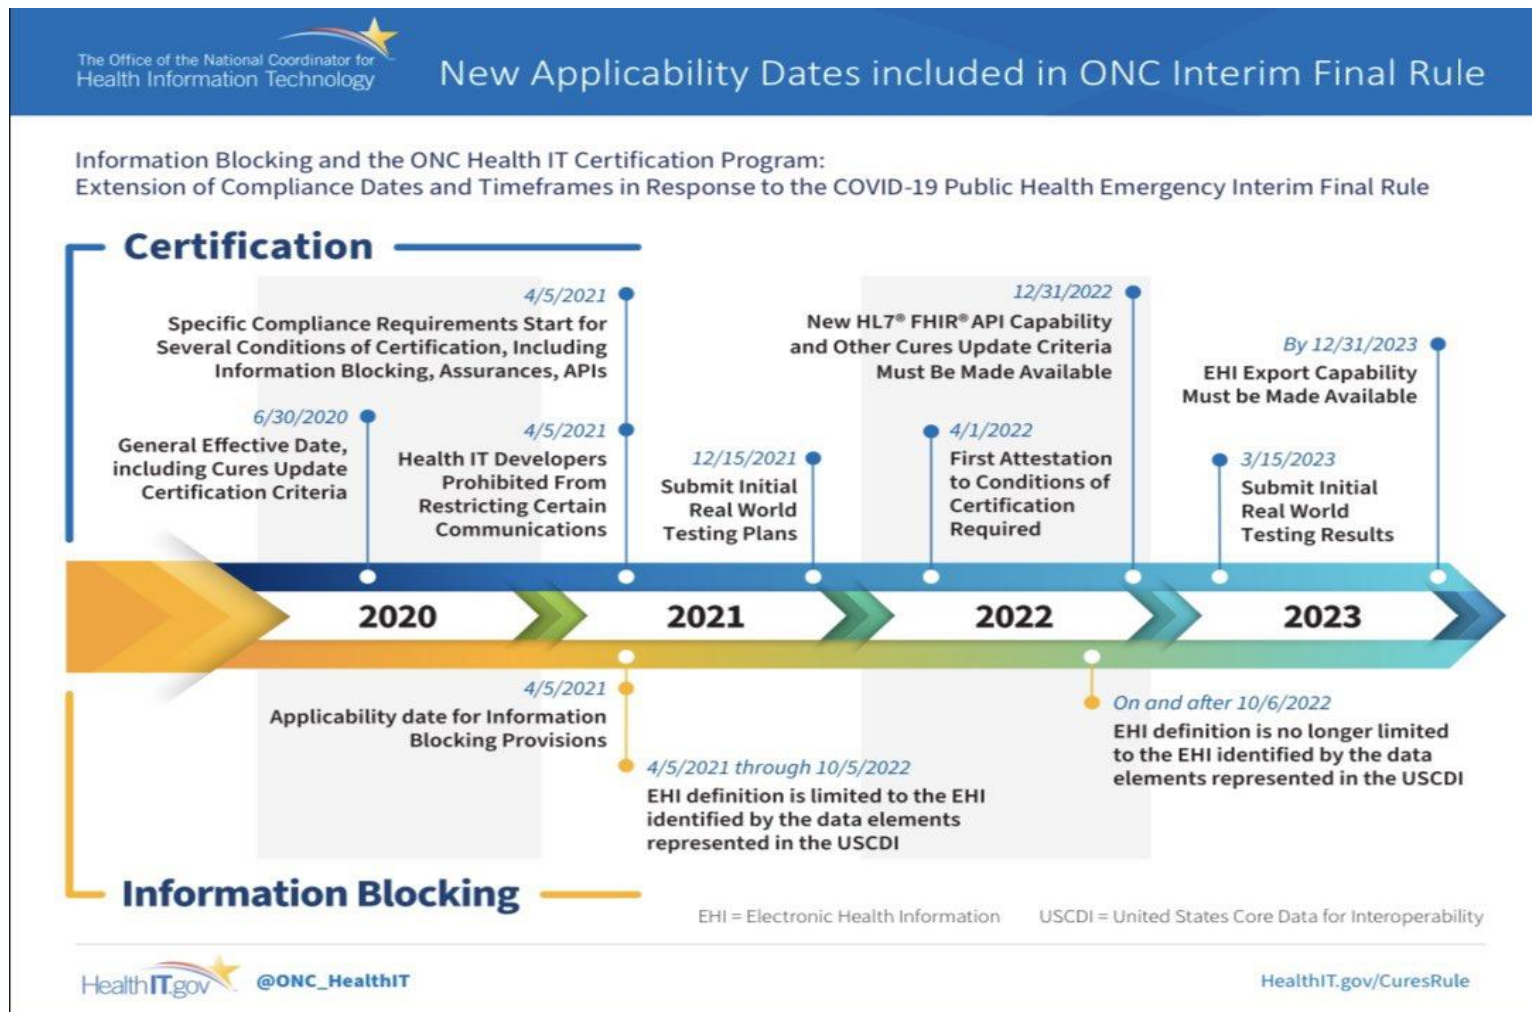 The Office of the National Coordinator for
Health Information Technology
New Applicability Dates included in ONC Interim Final Rule
Information Blocking and the ONC Health IT Certification Program:
Extension of Compliance Dates and Timeframes in Response to the COVID-19 Public Health Emergency Interim Final Rule
Certification
4/5/2021
Specific Compliance Requirements Start for
Several Conditions of Certification, Including
Information Blocking, Assurances, APIs
12/31/2022
New HL7® FHIR® API Capability
and Other Cures Update Criteria
Must Be Made Available
By 12/31/2023
EHI Export Capability
Must be Made Available
6/30/2020
General Effective Date,
including Cures Update
Certification Criteria
4/5/2021
Health IT Developers
Prohibited From
Restricting Certain
Communications
12/15/2021
Submit Initial
Real World
Testing Plans
4/1/2022
First Attestation
to Conditions of
Certification
Required
3/15/2023
Submit Initial
Real World
Testing Results
2020
2021
2022
2023
4/5/2021
Applicability date for Information
Blocking Provisions
4/5/2021 through 10/5/2022
EHI definition is limited to the EHI
identified by the data elements
represented in the USCDI
On and after 10/6/2022
EHI definition is no longer limited
to the EHI identified by the data
elements represented in the USCDI
Information Blocking
EHI = Electronic Health Information
USCDI = United States Core Data for Interoperability
HealthIT.gov
@ONC_HealthIT
HealthIT.gov/CuresRule